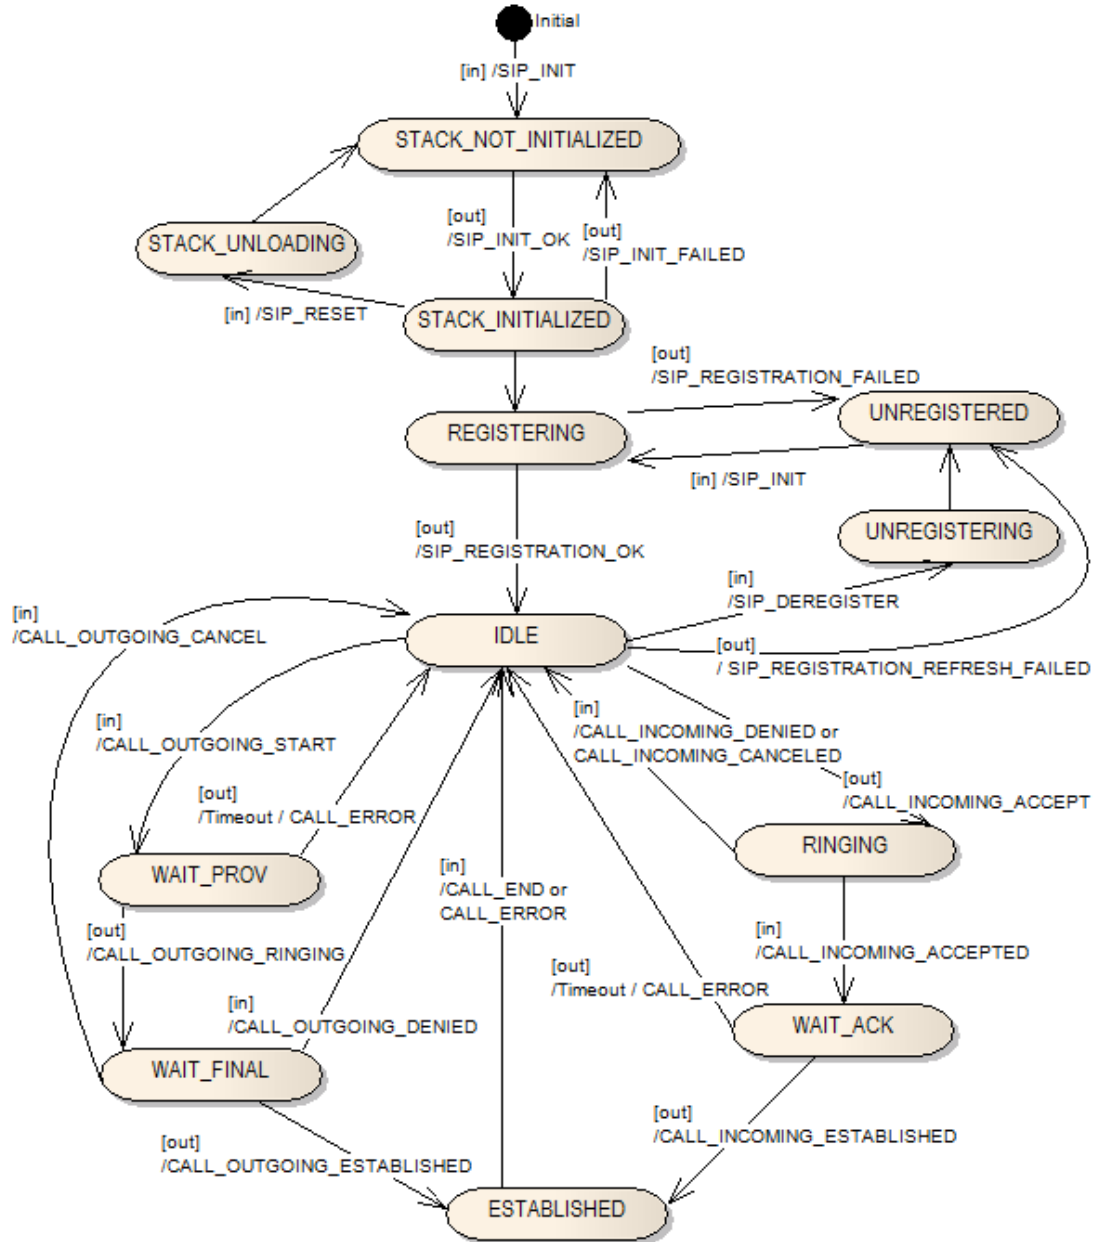 Initial
[in] /SIP_INIT
STACK_NOT_INITIALIZED
[out]
/SIP_INIT_OK
[out]
/SIP_INIT_FAILED
STACK_UNLOADING
[in] /SIP_RESET
STACK_INITIALIZED
[out]
/SIP_REGISTRATION_FAILED
UNREGISTERED
REGISTERING
[in] /SIP_INIT
[out]
/SIP_REGISTRATION_OK
UNREGISTERING
[in]
/SIP_DEREGISTER
[in]
/CALL_OUTGOING_CANCEL
IDLE
[out]
/ SIP_REGISTRATION_REFRESH_FAILED
[in]
/CALL_OUTGOING_START
[in]
/CALL_INCOMING_DENIED or
CALL_INCOMING_CANCELED
[out]
/Timeout / CALL_ERROR
[out]
/CALL_INCOMING_ACCEPT
RINGING
WAIT_PROV
[in]
/CALL_END or
CALL_ERROR
[out]
/CALL_OUTGOING_RINGING
[in]
/CALL_INCOMING_ACCEPTED
[out]
/Timeout / CALL_ERROR
[in]
/CALL_OUTGOING_DENIED
WAIT_ACK
WAIT_FINAL
[out]
/CALL_INCOMING_ESTABLISHED
[out]
/CALL_OUTGOING_ESTABLISHED
ESTABLISHED